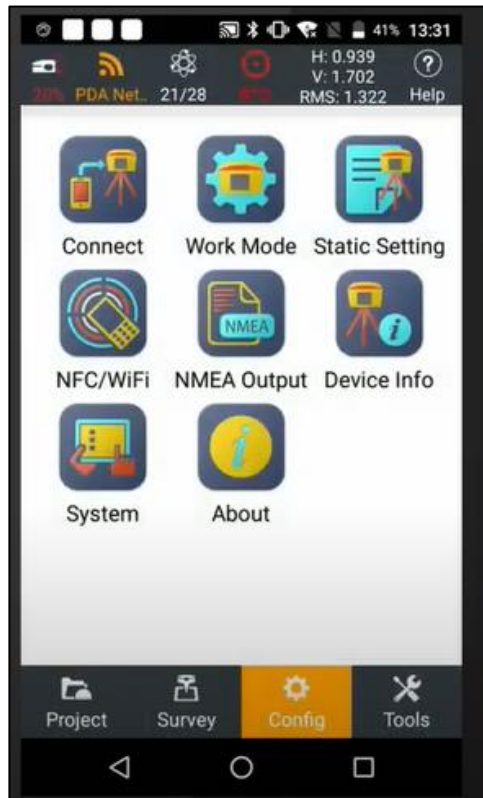 41% 13:31
H: 0.939
V: 1.702
20% PDA Net.. 21/28 RMS: 1.322 Help
Connect Work Mode Static Setting
NMEA
NFC/WiFi NMEA Output Device Info
System About
Project Survey Config Tools